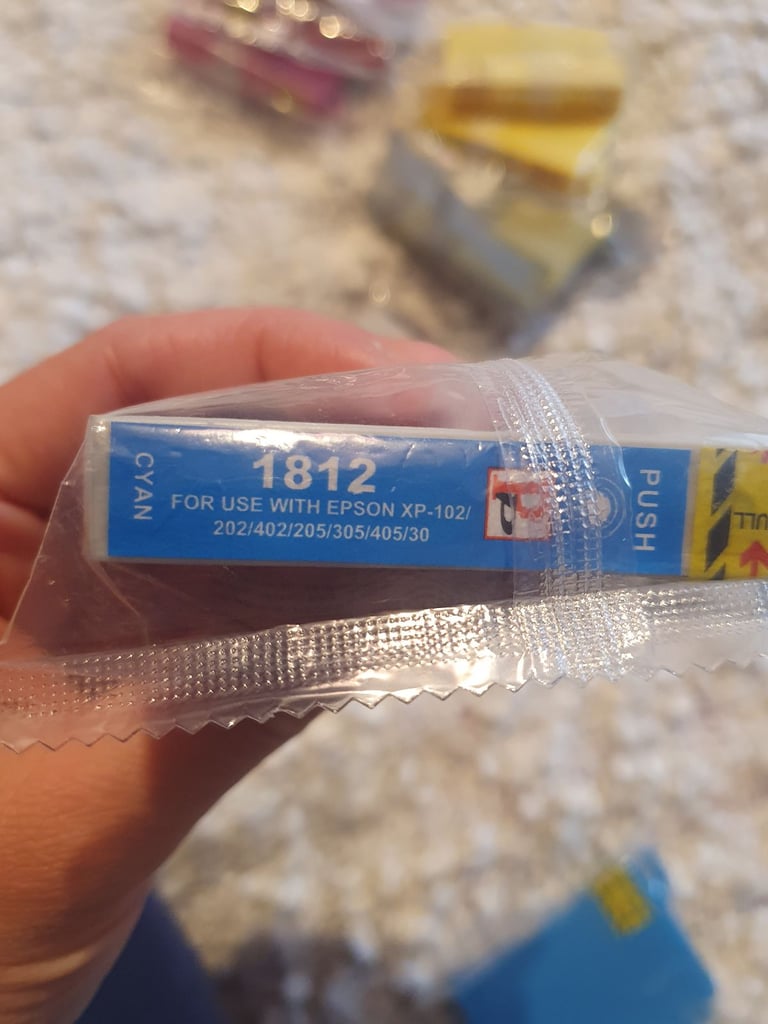 CYAN
1812
FOR USE WITH EPSON XP-102/
202/402/205/305/405/30
PUSH